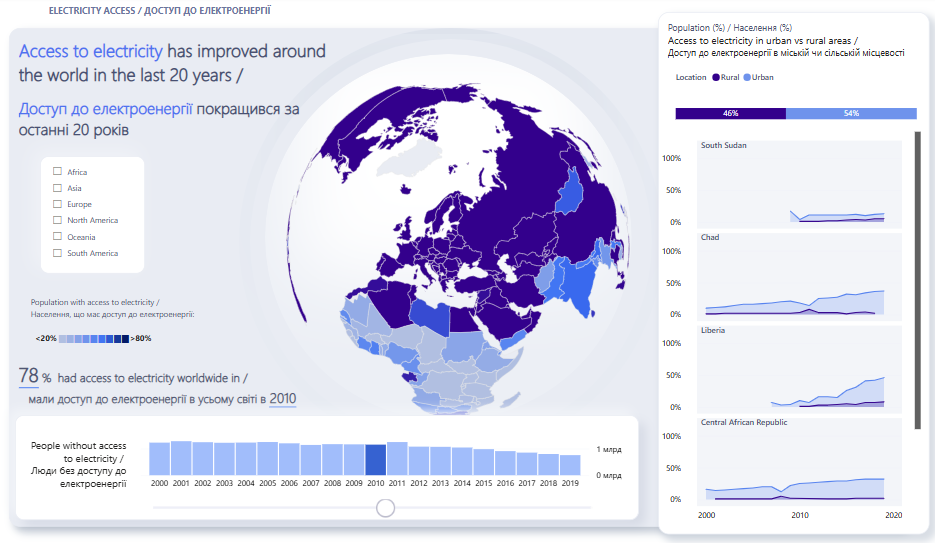 ELECTRICITY ACCESS / ДОСТУП ДО ЕЛЕКТРОЕНЕРГІЇ
Access to electricity has improved around
the world in the last 20 years /
Доступ до електроенергії покращився за
останні 20 років
Africa
Asia
Europe
North America
Oceania
South America
Population with access to electricity /
Населення, що має доступ до електроенергії:
<20% >80%
78 % had access to electricity worldwide in /
мали доступ до електроенергії в усьому світі в 2010
People without access
to electricity /
Люди без доступу до
електроенергії
1 млрд
0 млрд
2000 2001 2002 2003 2004 2005 2006 2007 2008 2009 2010 2011 2012 2013 2014 2015 2016 2017 2018 2019
Population (%) / Населення (%)
Access to electricity in urban vs rural areas /
Доступ до електроенергії в міській чи сільській місцевості
Location Rural Urban
46% 54%
South Sudan
100%
50%
0%
Chad
100%
50%
0%
Liberia
100%
50%
0%
Central African Republic
100%
50%
0%
2000 2010 2020